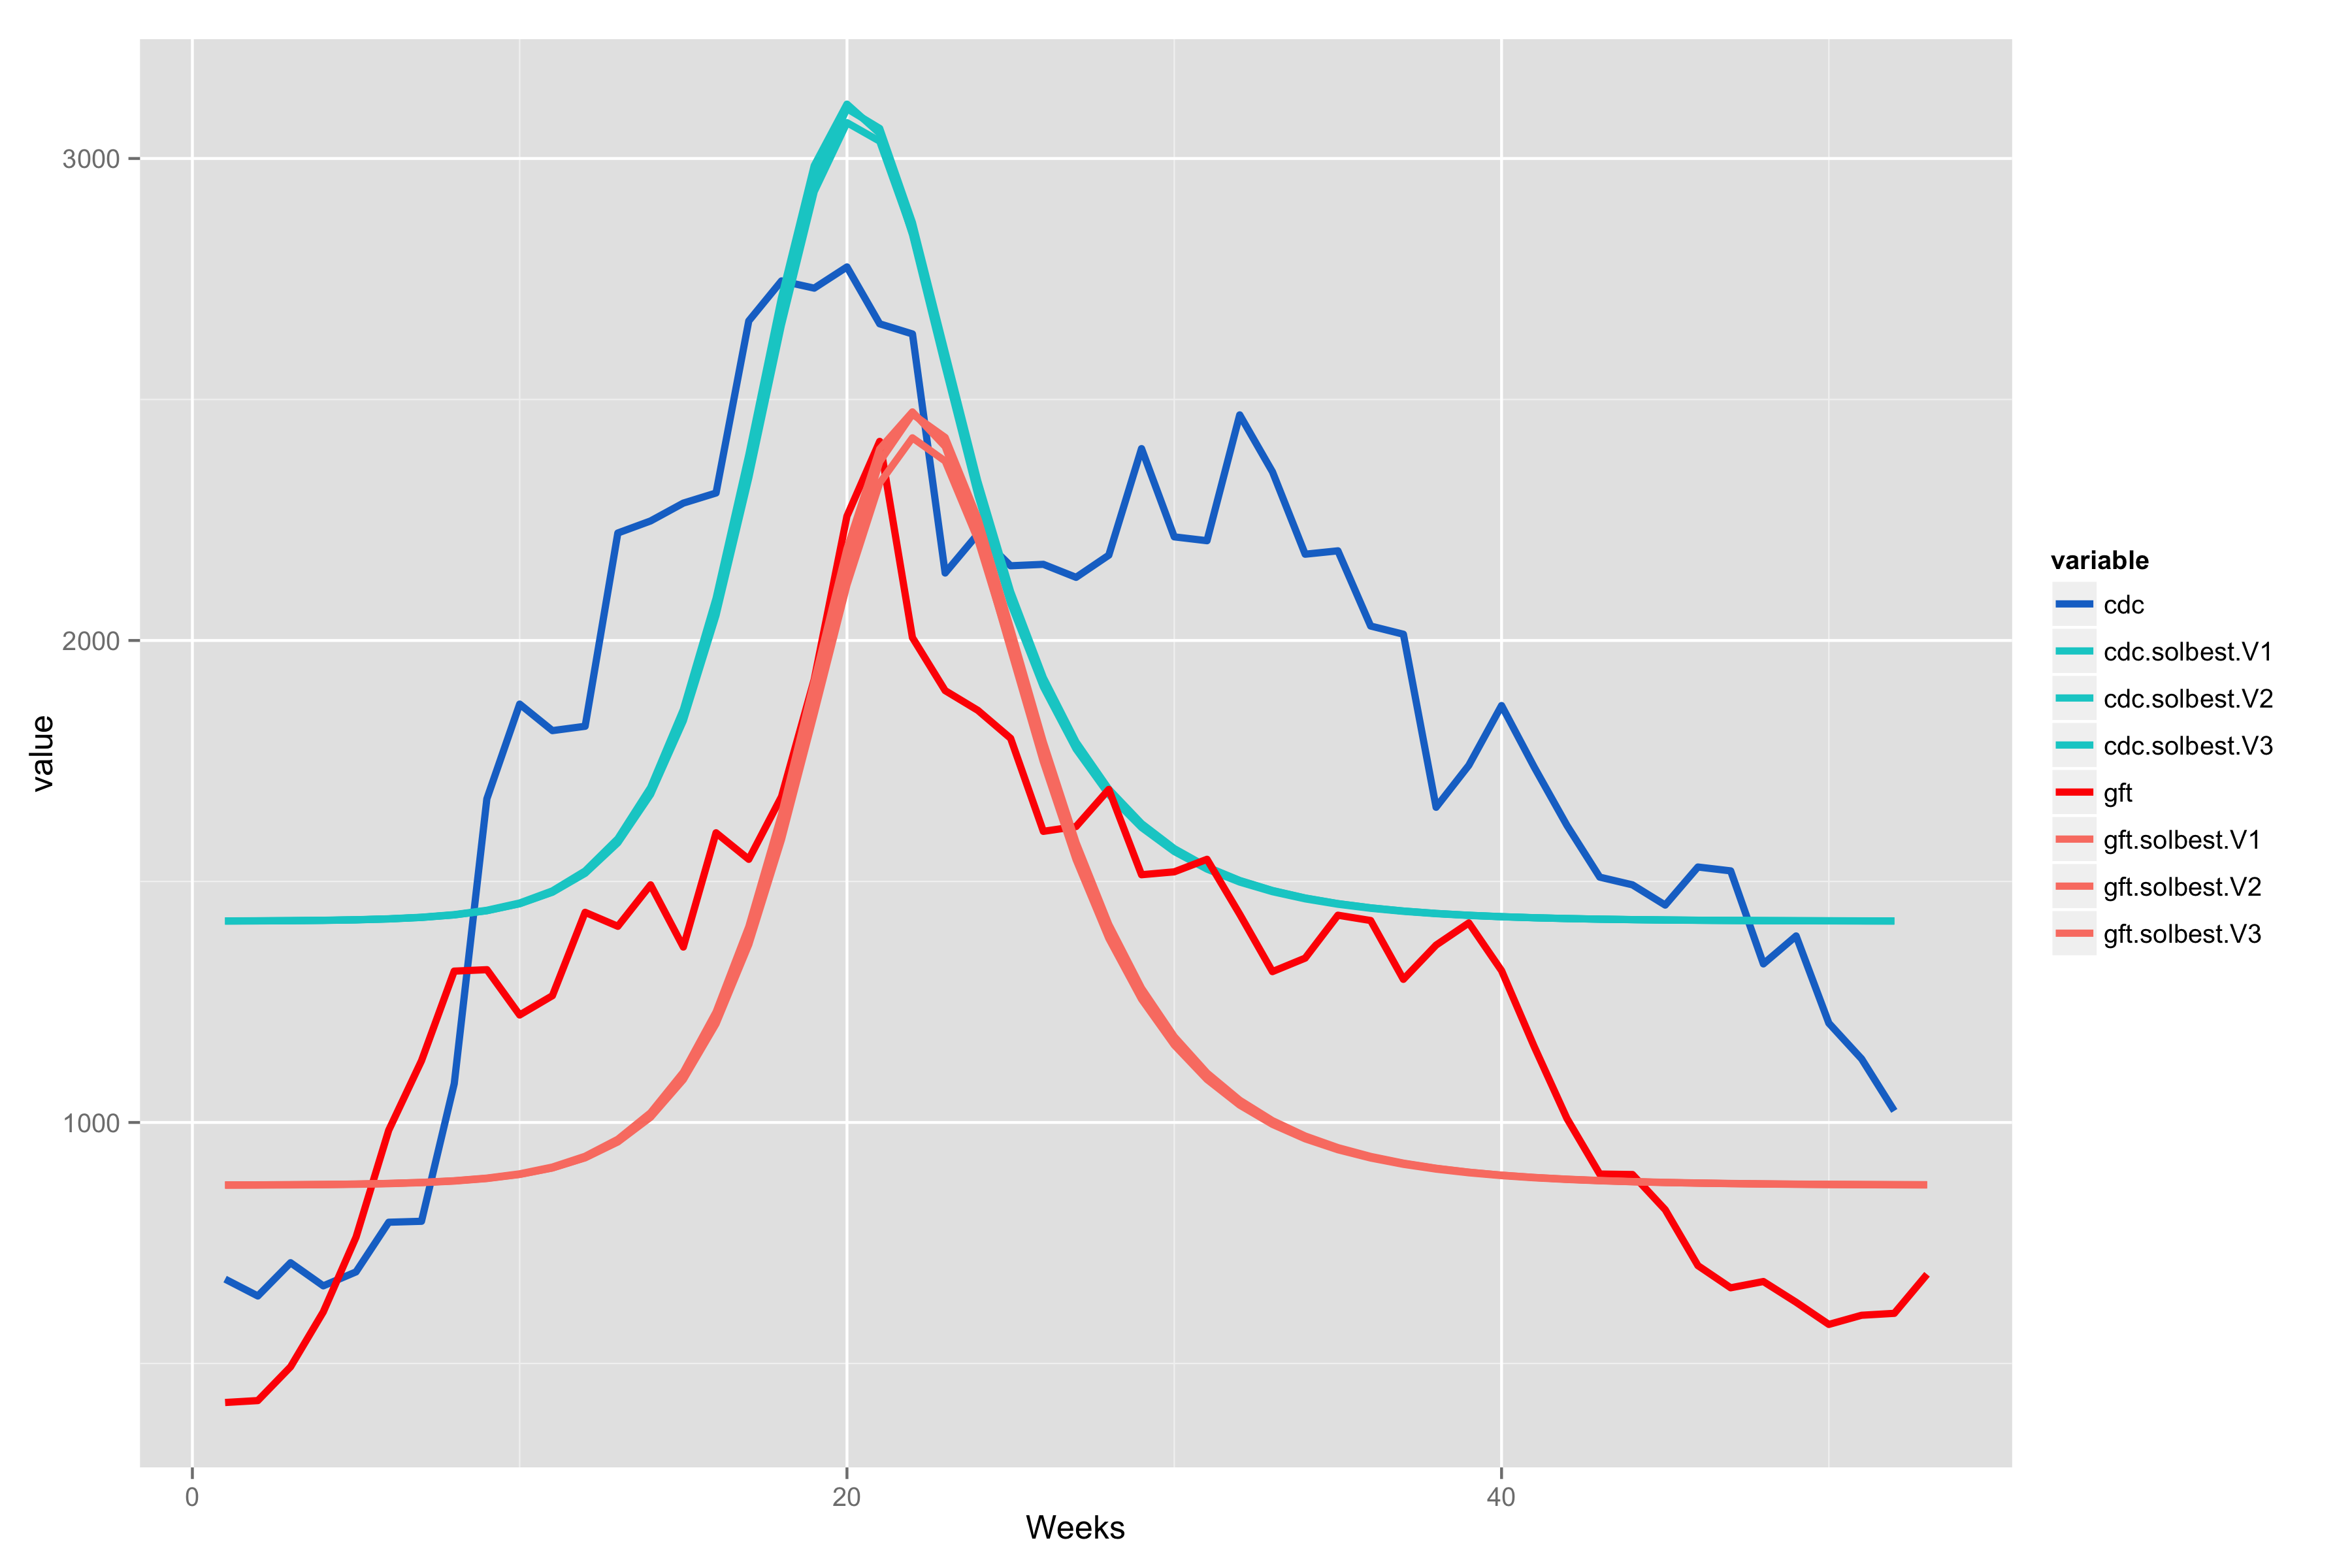 3000
2000
1000
value
0
20
40
Weeks
variable
cdc
cdc.solbest.V1
cdc.solbest.V2
cdc.solbest.V3
gft
gft.solbest.V1
gft.solbest.V2
gft.solbest.V3